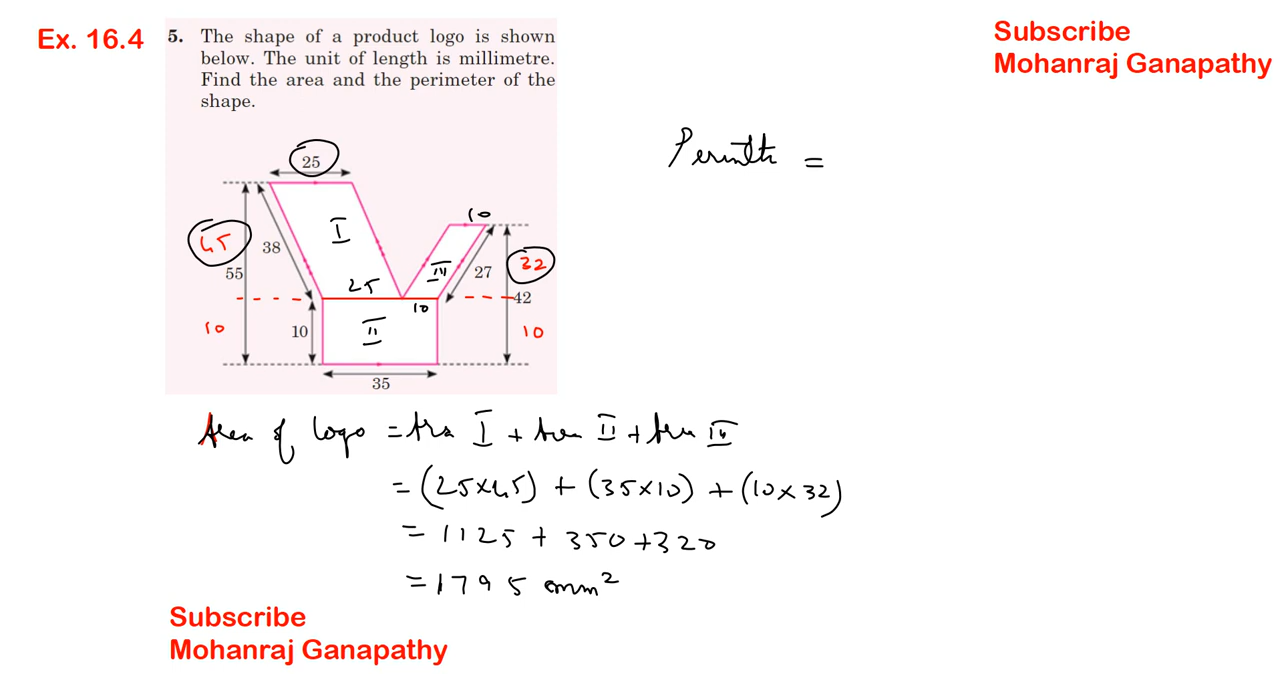 Ex. 16.4
5. The shape of a product logo is shown
below. The unit of length is millimetre.
Find the area and the perimeter of the
shape.
Subscribe
Mohanraj Ganapathy
=
25
10
I
45
38
55
25
10
27
32
42
10
10
II
10
35
Area of logo = Area I + Area II + Area
= (25×45) + (35×10) + (10×32)
= 1125 + 350 + 320
= 1795 mm²
Subscribe
Mohanraj Ganapathy